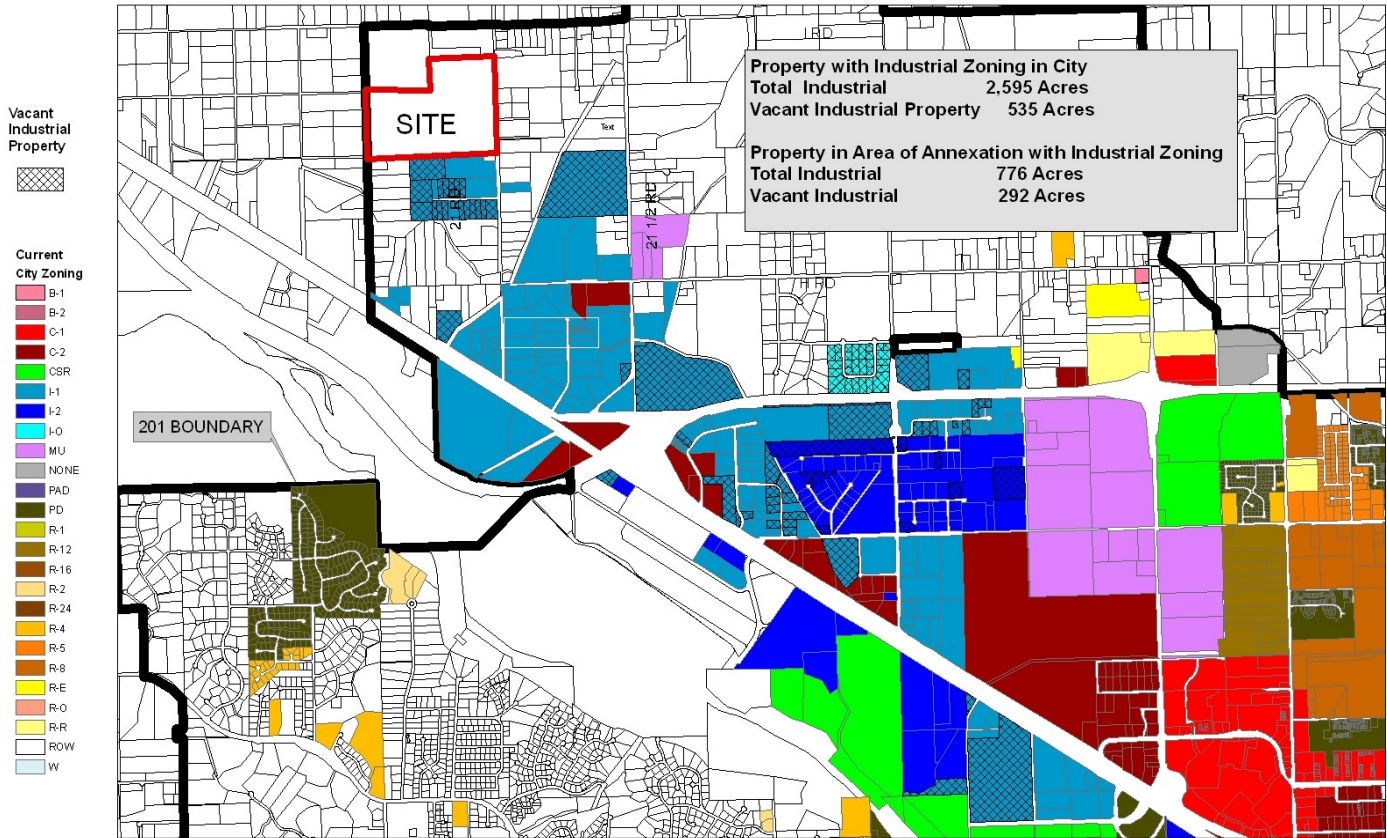 Vacant
Industrial
Property
Current
City Zoning
B-1
B-2
C-1
C-2
CSR
I-1
I-2
I-O
MU
NONE
PAD
PD
R-1
R-12
R-16
R-2
R-24
R-4
R-5
R-8
R-E
R-O
R-R
ROW
W
I RD
SITE
Text
21 RD
21 1/2 RD
H RD
Property with Industrial Zoning in City
Total Industrial 2,595 Acres
Vacant Industrial Property 535 Acres
Property in Area of Annexation with Industrial Zoning
Total Industrial 776 Acres
Vacant Industrial 292 Acres
201 BOUNDARY